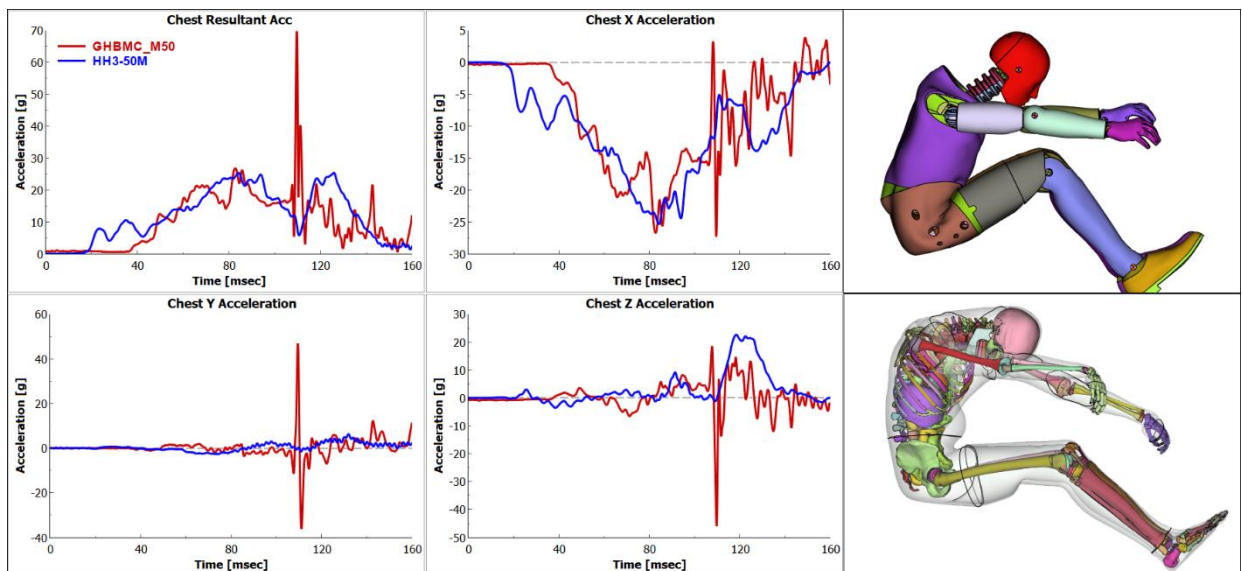 Chest Resultant Acc
GHBMC_M50
HH3-50M
Acceleration [g]
70
60
50
40
30
20
10
0
0 40 80 120 160
Time [msec]
Chest X Acceleration
Acceleration [g]
5
0
-5
-10
-15
-20
-25
-30
0 40 80 120 160
Time [msec]
Chest Y Acceleration
Acceleration [g]
60
40
20
0
-20
-40
0 40 80 120 160
Time [msec]
Chest Z Acceleration
Acceleration [g]
30
20
10
0
-10
-20
-30
-40
-50
0 40 80 120 160
Time [msec]